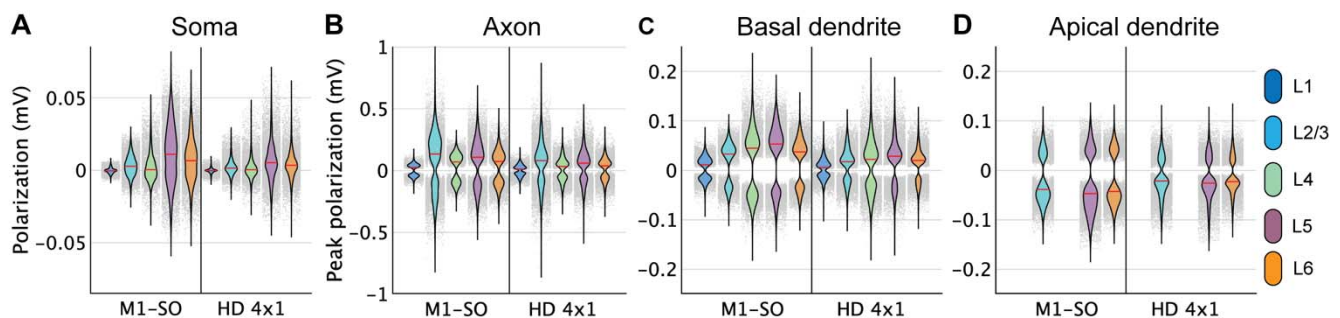 A Soma
Polarization (mV)
0.05
0
−0.05
M1−SO HD 4x1
B Axon
Peak polarization (mV)
1
0.5
0
−0.5
−1
M1−SO HD 4x1
C Basal dendrite
0.2
0.1
0
−0.1
−0.2
M1−SO HD 4x1
D Apical dendrite
0.2
0.1
0
−0.1
−0.2
M1−SO HD 4x1
L1
L2/3
L4
L5
L6